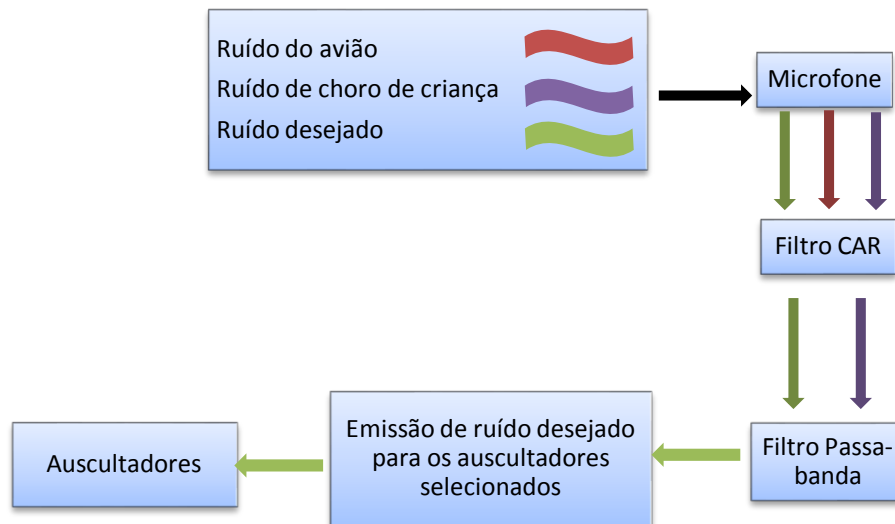 Ruído do avião
Ruído de choro de criança
Ruído desejado
Microfone
Filtro CAR
Filtro Passa-
banda
Emissão de ruído desejado
para os auscultadores
selecionados
Auscultadores